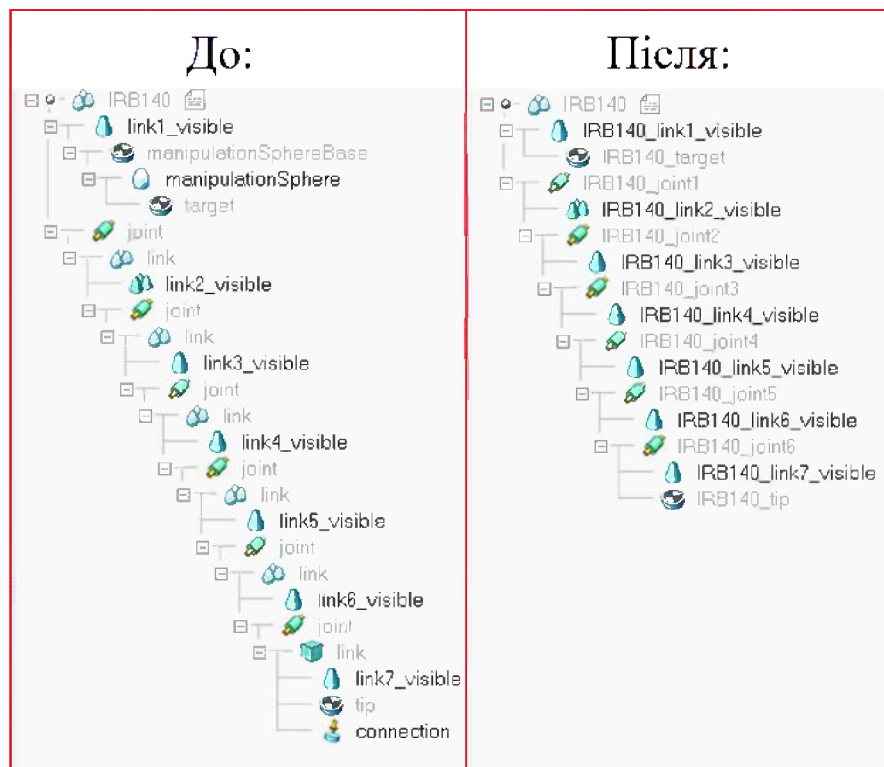 До:
IRB140
link1_visible
manipulationSphereBase
manipulationSphere
target
joint
link
link2_visible
joint
link
link3_visible
joint
link
link4_visible
joint
link
link5_visible
joint
link
link6_visible
joint
link
link7_visible
tip
connection
Після:
IRB140
IRB140_link1_visible
IRB140_target
IRB140_joint1
IRB140_link2_visible
IRB140_joint2
IRB140_link3_visible
IRB140_joint3
IRB140_link4_visible
IRB140_joint4
IRB140_link5_visible
IRB140_joint5
IRB140_link6_visible
IRB140_joint6
IRB140_link7_visible
IRB140_tip